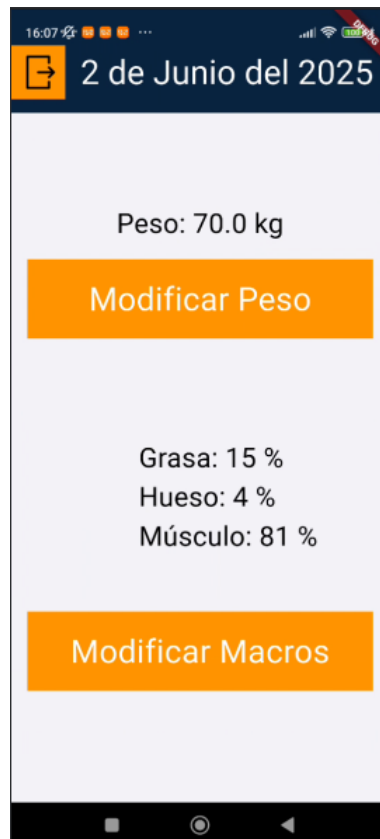 16:07
DEBUG
2 de Junio del 2025
Peso: 70.0 kg
Modificar Peso
Grasa: 15 %
Hueso: 4 %
Músculo: 81 %
Modificar Macros